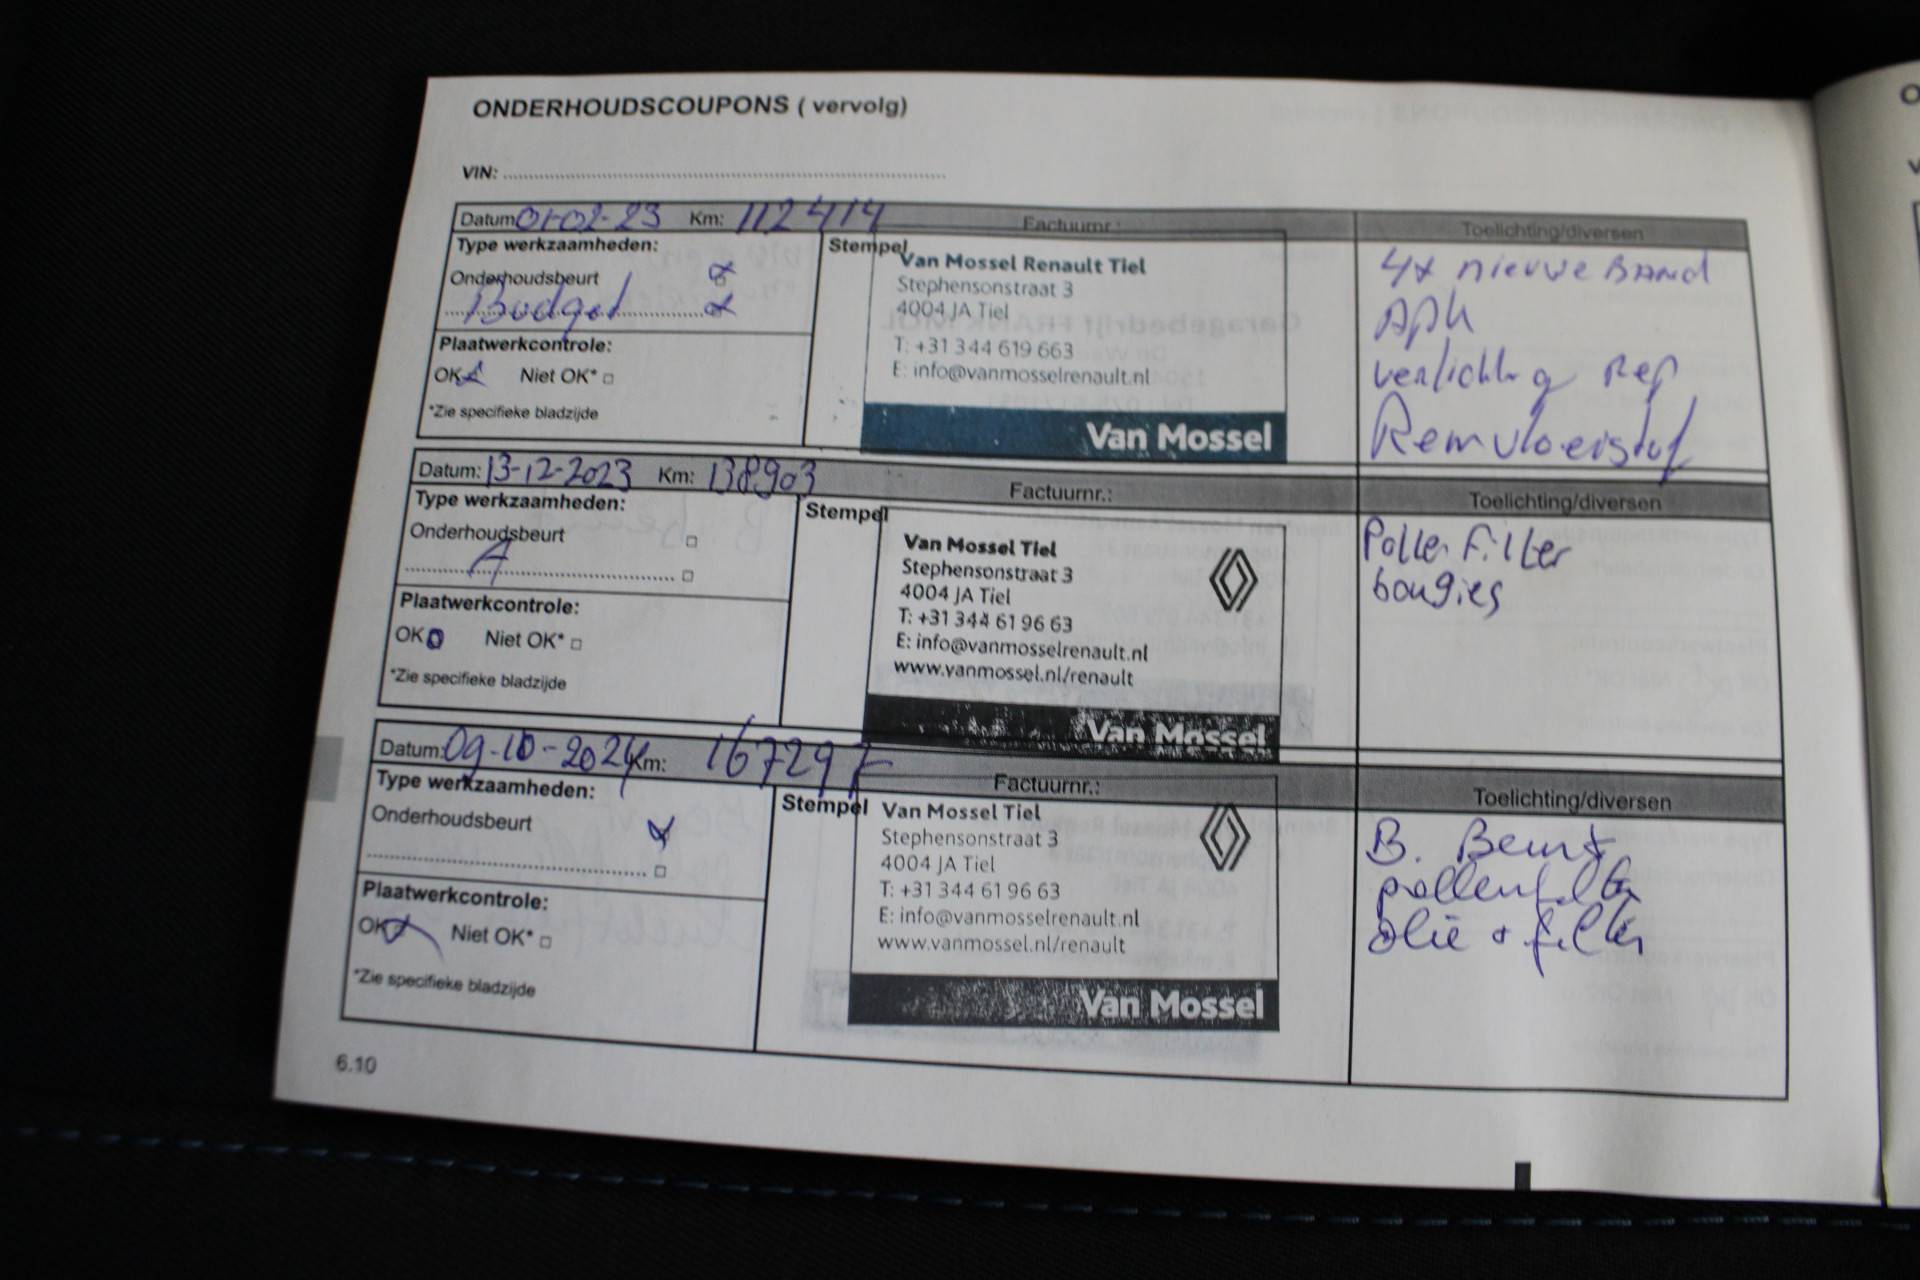 ONDERHOUDSCOUPONS ( vervolg)
VIN:
Datum 01-02-23 Km: 112414 Factuurnr.: Toelichting/diversen
Type werkzaamheden:
Onderhoudsbeurt
Budget
Plaatwerkcontrole:
OK Niet OK*
*Zie specifieke bladzijde
Stempel
Van Mossel Renault Tiel
Stephensonstraat 3
4004 JA Tiel
T: +31 344 619 663
E: info@vanmosselrenault.nl
Van Mossel
4x nieuwe BAND
APK
verlichting Rep
Remvloeistof
Datum: 13-12-2023 Km: 138903 Factuurnr.: Toelichting/diversen
Type werkzaamheden:
Onderhoudsbeurt
A
Plaatwerkcontrole:
OK Niet OK*
*Zie specifieke bladzijde
Stempel
Van Mossel Tiel
Stephensonstraat 3
4004 JA Tiel
T: +31 344 61 96 63
E: info@vanmosselrenault.nl
www.vanmossel.nl/renault
Van Mossel
Pollen Filter
bougies
Datum: 09-10-2024 Km: 167297 Factuurnr.: Toelichting/diversen
Type werkzaamheden:
Onderhoudsbeurt
Plaatwerkcontrole:
OK Niet OK*
*Zie specifieke bladzijde
Stempel
Van Mossel Tiel
Stephensonstraat 3
4004 JA Tiel
T: +31 344 61 96 63
E: info@vanmosselrenault.nl
www.vanmossel.nl/renault
Van Mossel
B. Beurt
pollenfilter
olie + filter
6.10